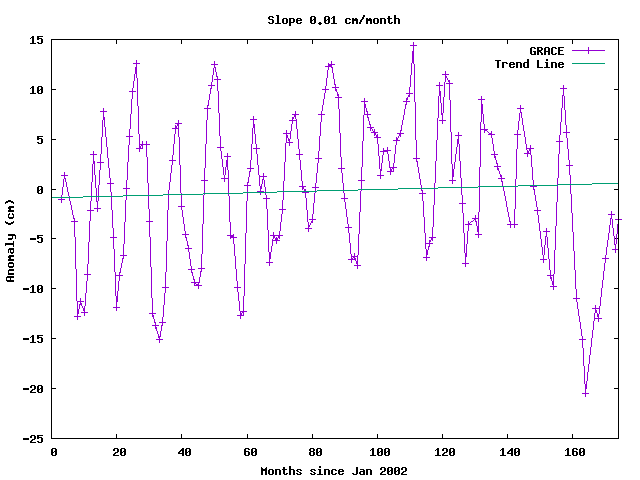 Slope 0.01 cm/month
15
GRACE
Trend Line
10
5
0
-5
-10
-15
-20
-25
Anomaly (cm)
0 20 40 60 80 100 120 140 160
Months since Jan 2002